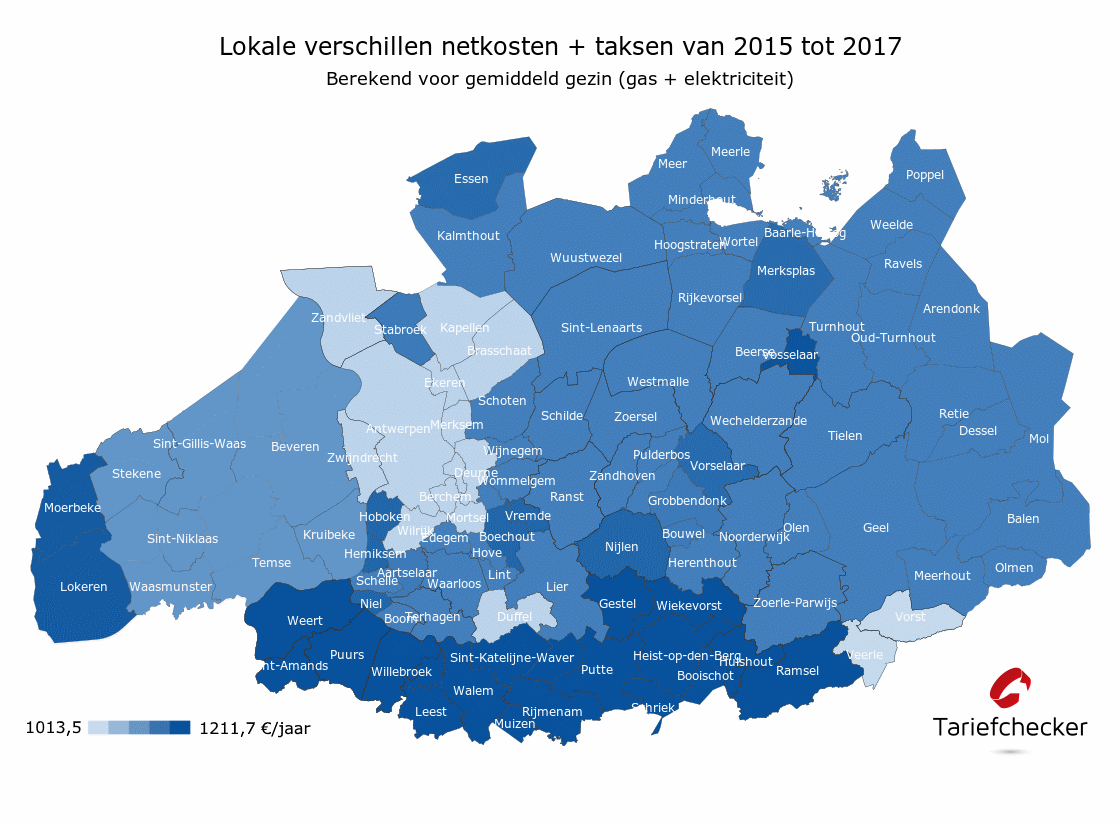 Lokale verschillen netkosten + taksen van 2015 tot 2017
Berekend voor gemiddeld gezin (gas + elektriciteit)
Meerle
Meer
Essen
Poppel
Minderhout
Weelde
Kalmthout
Baarle-Hertog
Hoogstraten
Wortel
Wuustwezel
Ravels
Merksplas
Rijkevorsel
Arendonk
Zandvliet
Stabroek
Kapellen
Sint-Lenaarts
Turnhout
Oud-Turnhout
Brasschaat
Beerse
Vosselaar
Ekeren
Westmalle
Schoten
Schilde
Zoersel
Wechelderzande
Retie
Antwerpen
Merksem
Tielen
Dessel
Mol
Sint-Gillis-Waas
Beveren
Wijnegem
Pulderbos
Zwijndrecht
Vorselaar
Stekene
Deurne
Wommelgem
Zandhoven
Berchem
Ranst
Grobbendonk
Moerbeke
Hoboken
Mortsel
Vremde
Balen
Wilrijk
Olen
Geel
Kruibeke
Edegem
Boechout
Bouwel
Noorderwijk
Sint-Niklaas
Hemiksem
Hove
Nijlen
Temse
Herenthout
Olmen
Aartselaar
Lint
Meerhout
Schelle
Waarloos
Lokeren
Waasmunster
Lier
Niel
Gestel
Wiekevorst
Zoerle-Parwijs
Weert
Boom
Terhagen
Duffel
Vorst
Puurs
Sint-Katelijne-Waver
Heist-op-den-Berg
Veerle
nt-Amands
Willebroek
Putte
Hulshout
Ramsel
Booischot
Walem
Leest
Rijmenam
Schriek
Muizen
1013,5
1211,7 €/jaar
Tariefchecker